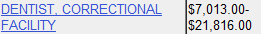 DENTIST, CORRECTIONAL $7,013.00-
FACILITY $21,816.00